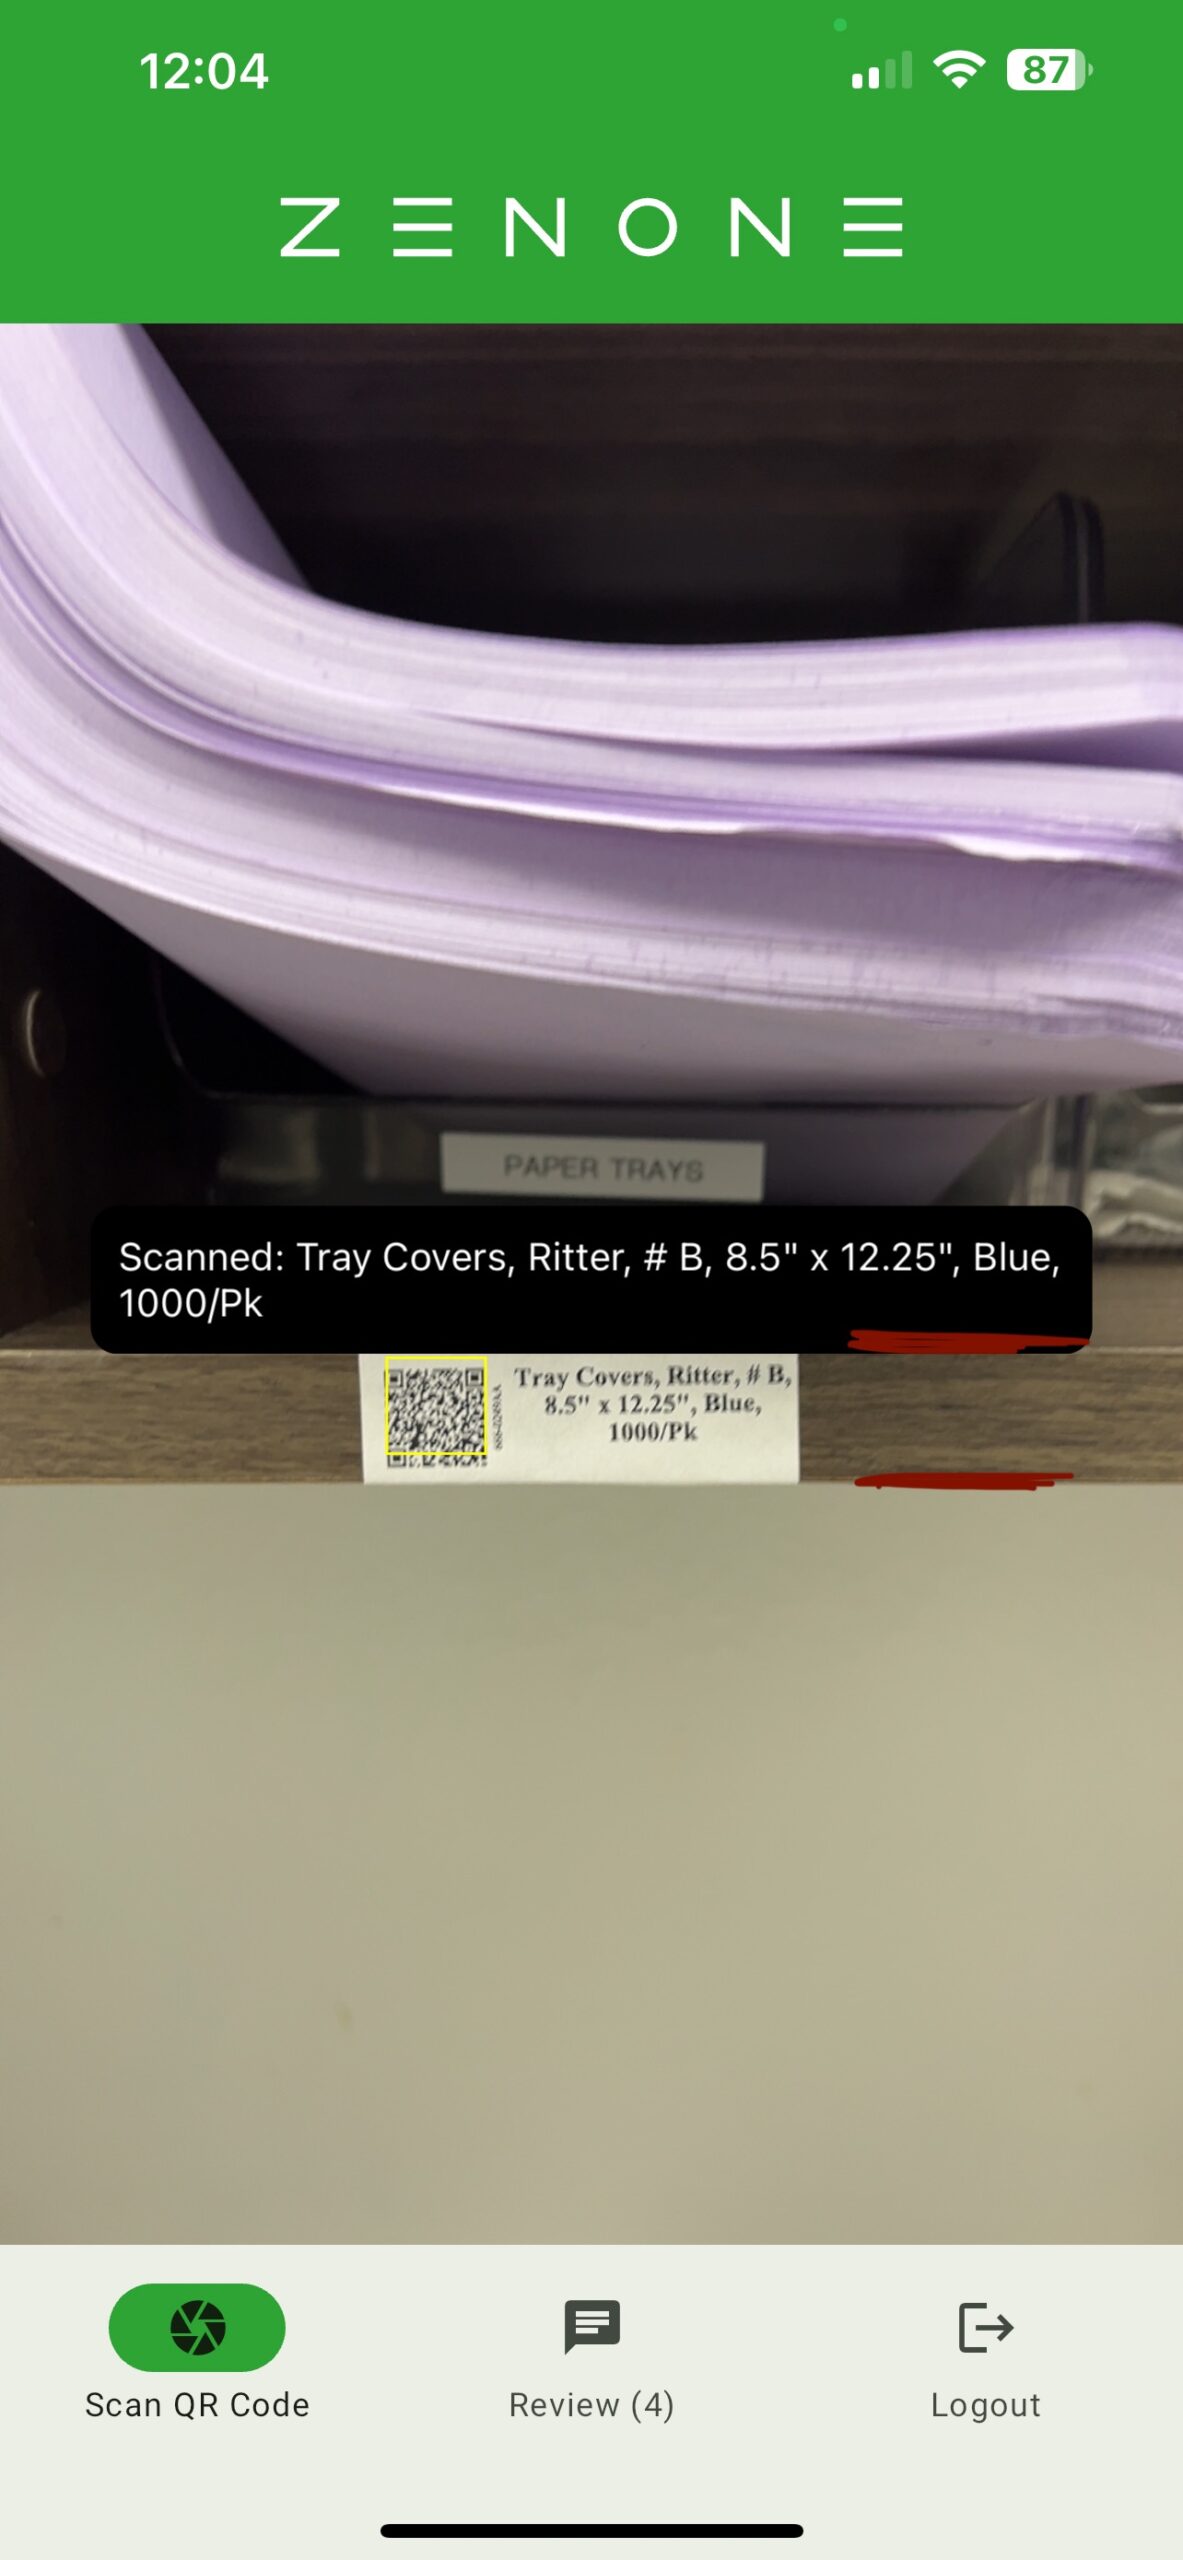 12:04
87
ZENONE
PAPER TRAYS
Scanned: Tray Covers, Ritter, # B, 8.5" x 12.25", Blue,
1000/Pk
Tray Covers, Ritter, # B,
8.5" x 12.25", Blue,
1000/Pk
Scan QR Code
Review (4)
Logout